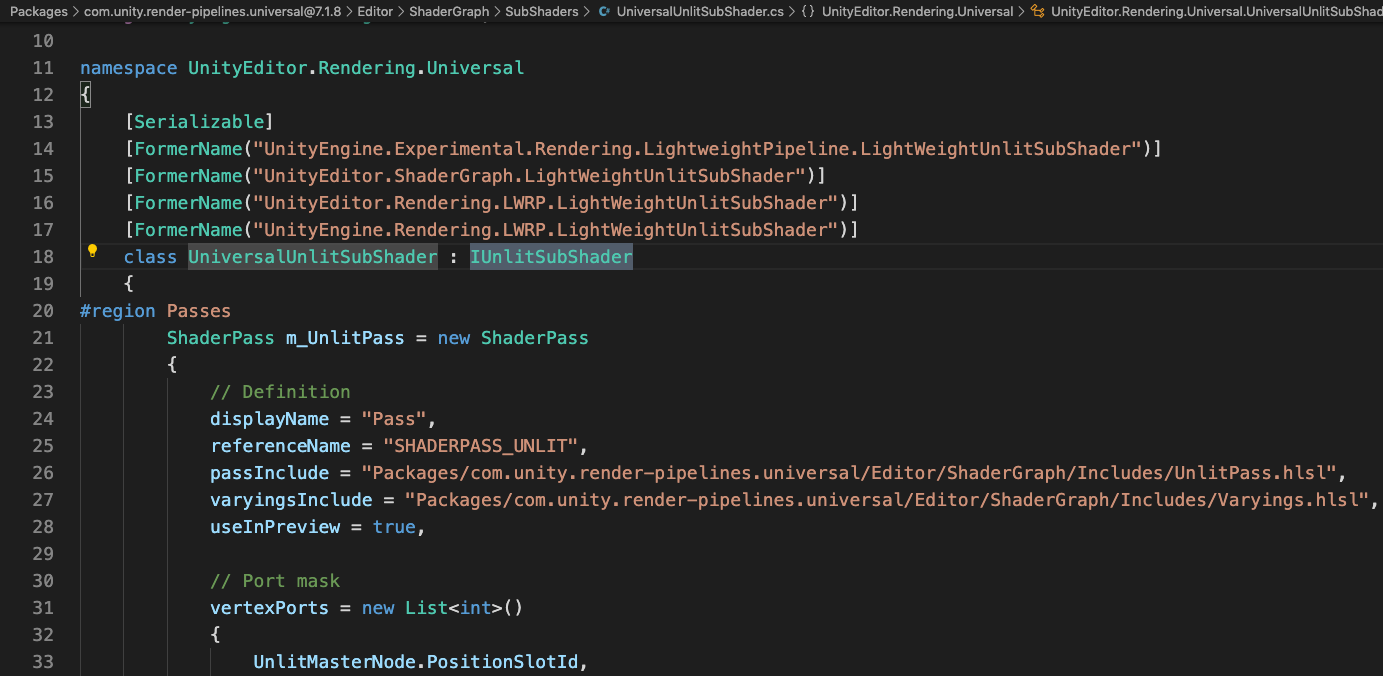 Packages > com.unity.render-pipelines.universal@7.1.8 > Editor > ShaderGraph > SubShaders > UniversalUnlitSubShader.cs > {} UnityEditor.Rendering.Universal > UnityEditor.Rendering.Universal.UniversalUnlitSubShad
10
11 namespace UnityEditor.Rendering.Universal
12 {
13 [Serializable]
14 [FormerName("UnityEngine.Experimental.Rendering.LightweightPipeline.LightWeightUnlitSubShader")]
15 [FormerName("UnityEditor.ShaderGraph.LightWeightUnlitSubShader")]
16 [FormerName("UnityEditor.Rendering.LWRP.LightWeightUnlitSubShader")]
17 [FormerName("UnityEngine.Rendering.LWRP.LightWeightUnlitSubShader")]
18 class UniversalUnlitSubShader : IUnlitSubShader
19 {
20 #region Passes
21 ShaderPass m_UnlitPass = new ShaderPass
22 {
23 // Definition
24 displayName = "Pass",
25 referenceName = "SHADERPASS_UNLIT",
26 passInclude = "Packages/com.unity.render-pipelines.universal/Editor/ShaderGraph/Includes/UnlitPass.hlsl",
27 varyingsInclude = "Packages/com.unity.render-pipelines.universal/Editor/ShaderGraph/Includes/Varyings.hlsl",
28 useInPreview = true,
29
30 // Port mask
31 vertexPorts = new List<int>()
32 {
33 UnlitMasterNode.PositionSlotId,